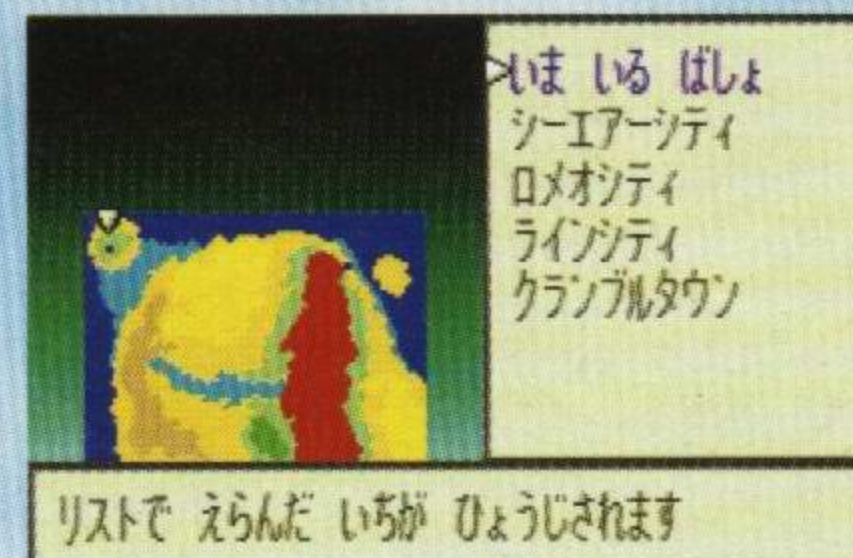 いま いる ばしょ
シーエアーシティ
ロメオシティ
ラインシティ
クランブルタウン
リストで えらんだ いちが ひょうじされます